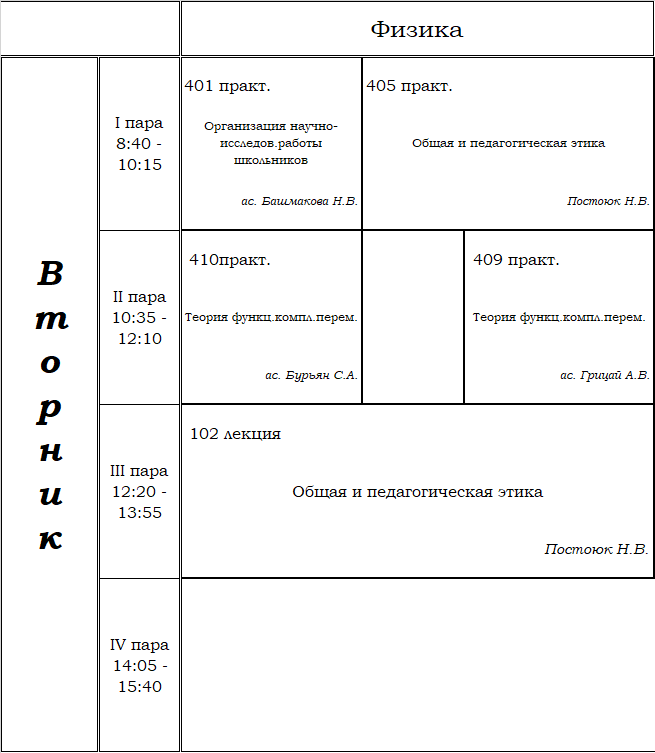 Физика
Вторник
I пара
8:40 -
10:15
401 практ.
Организация научно-
исследов.работы
школьников
ас. Башмакова Н.В.
405 практ.
Общая и педагогическая этика
Постоюк Н.В.
II пара
10:35 -
12:10
410практ.
Теория функц.компл.перем.
ас. Бурьян С.А.
409 практ.
Теория функц.компл.перем.
ас. Грицай А.В.
III пара
12:20 -
13:55
102 лекция
Общая и педагогическая этика
Постоюк Н.В.
IV пара
14:05 -
15:40